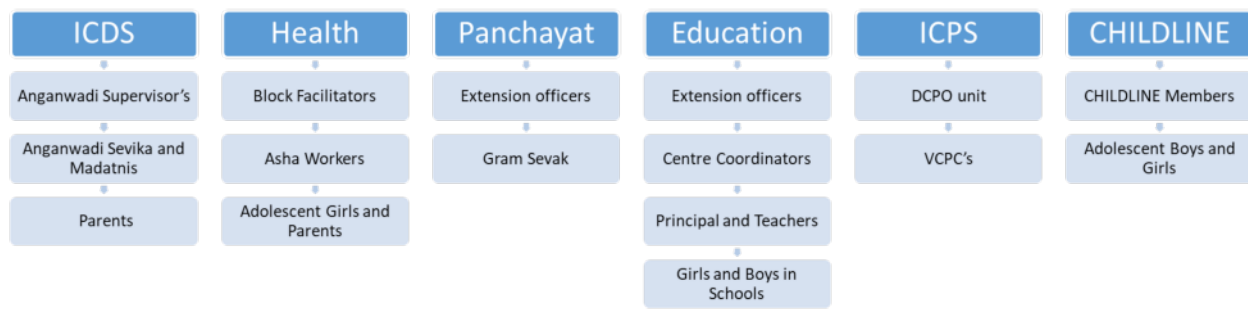 ICDS
Anganwadi Supervisor's
Anganwadi Sevika and
Madatnis
Parents
Health
Block Facilitators
Asha Workers
Adolescent Girls and
Parents
Panchayat
Extension officers
Gram Sevak
Education
Extension officers
Centre Coordinators
Principal and Teachers
Girls and Boys in
Schools
ICPS
DCPO unit
VCPC's
CHILDLINE
CHILDLINE Members
Adolescent Boys and
Girls